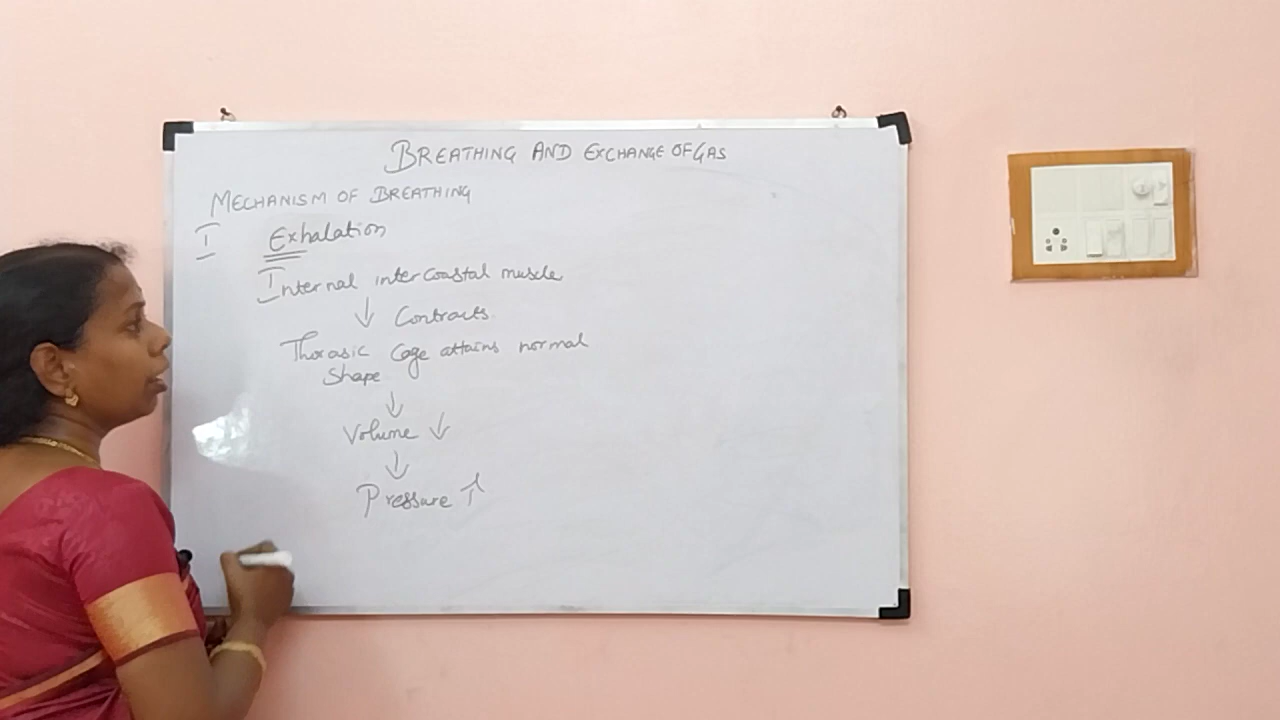 BREATHING AND EXCHANGE OF GAS
MECHANISM OF BREATHING
I Exhalation
Internal intercoastal muscle
↓ Contracts
Thorasic Cage attains normal
Shape
↓
Volume ↓
↓
Pressure ↑